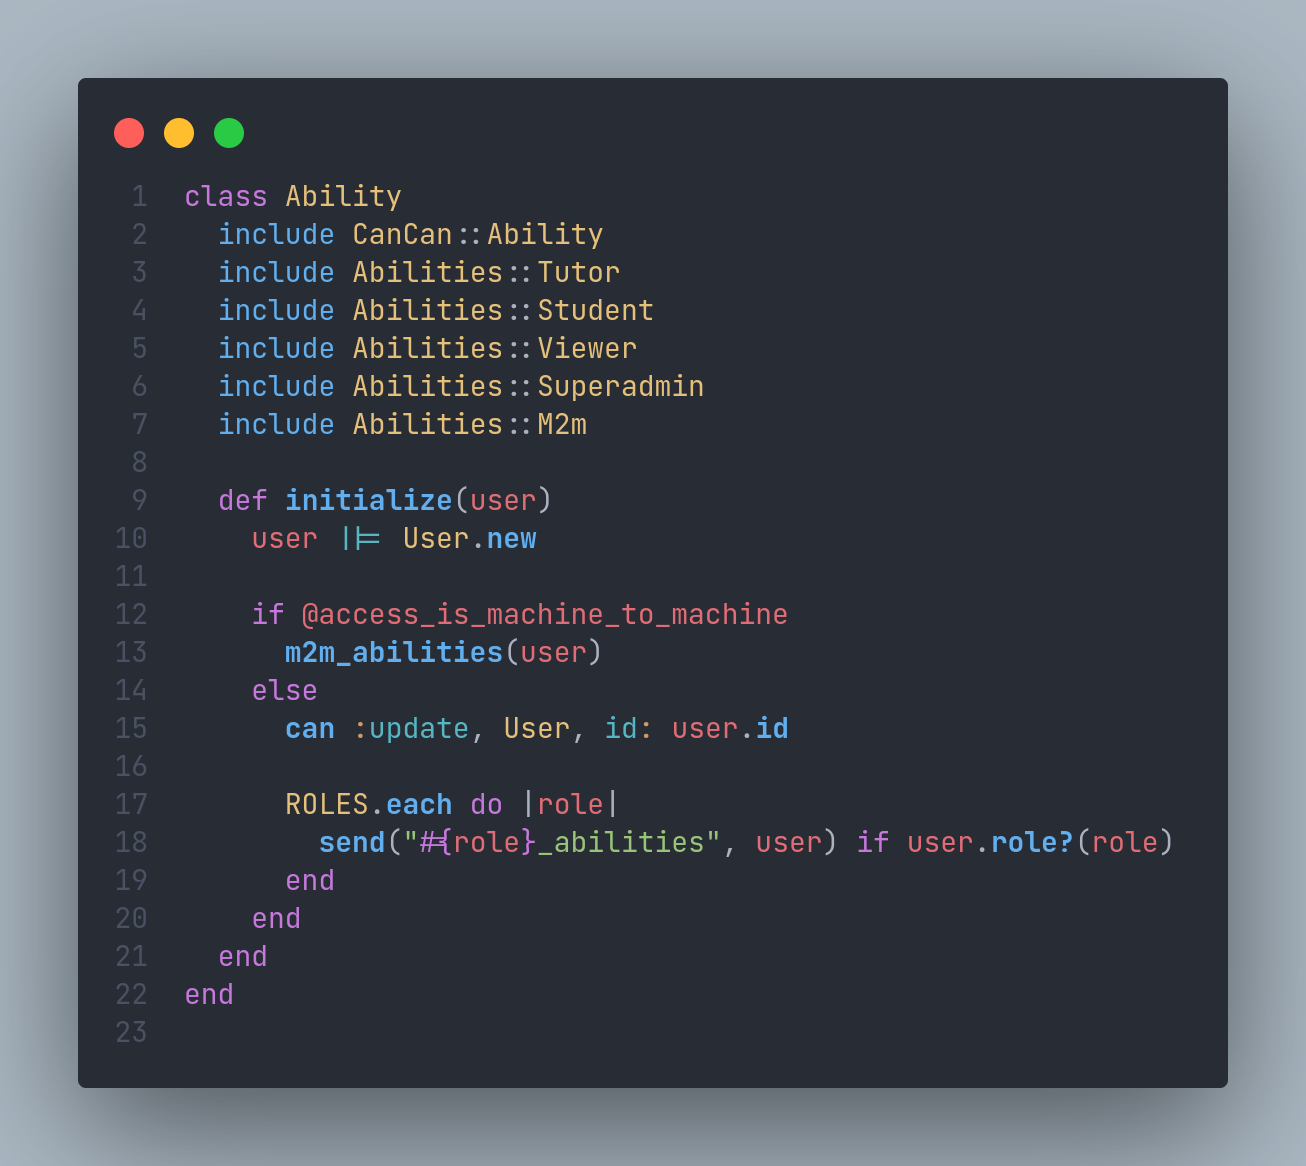 1 class Ability
2   include CanCan::Ability
3   include Abilities::Tutor
4   include Abilities::Student
5   include Abilities::Viewer
6   include Abilities::Superadmin
7   include Abilities::M2m
8
9   def initialize(user)
10     user ||= User.new
11
12     if @access_is_machine_to_machine
13       m2m_abilities(user)
14     else
15       can :update, User, id: user.id
16
17       ROLES.each do |role|
18         send("#{role}_abilities", user) if user.role?(role)
19       end
20     end
21   end
22 end
23